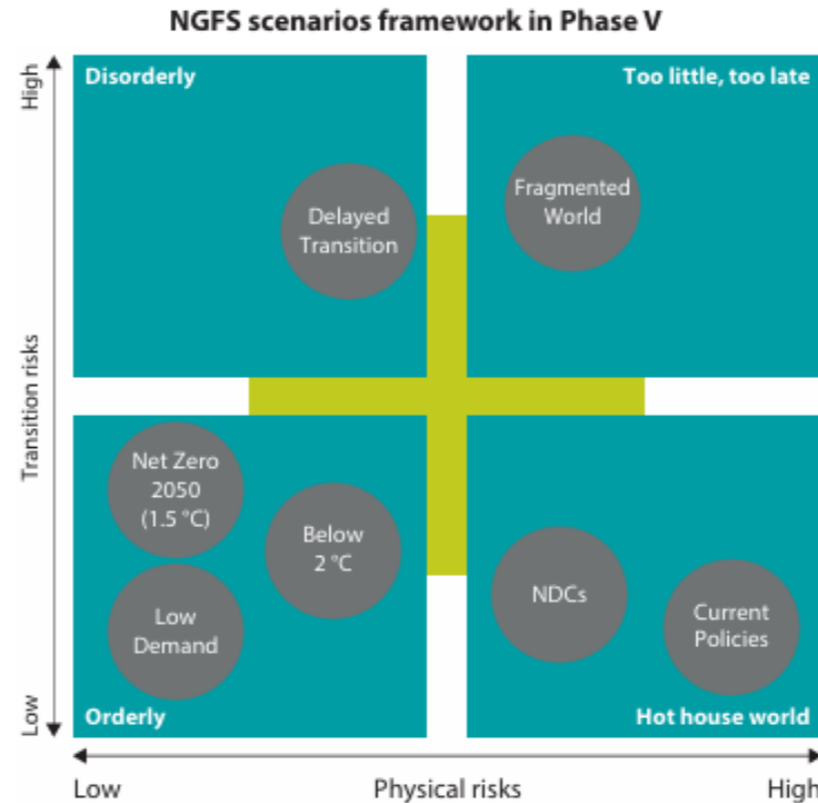 NGFS scenarios framework in Phase V
High
Disorderly
Too little, too late
Delayed
Transition
Fragmented
World
Transition risks
Net Zero
2050
(1.5 °C)
Below
2 °C
Low
Demand
NDCs
Current
Policies
Low
Orderly
Hot house world
Low
Physical risks
High